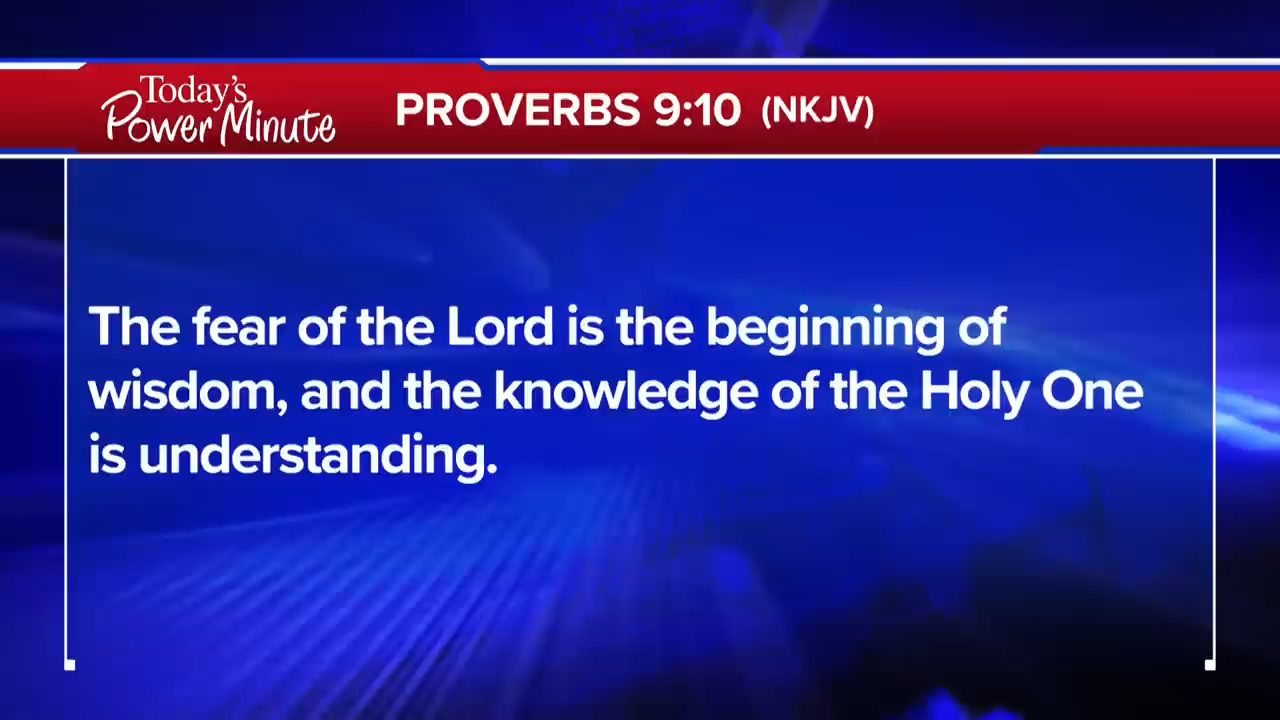 Today's
Power Minute
PROVERBS 9:10 (NKJV)
The fear of the Lord is the beginning of
wisdom, and the knowledge of the Holy One
is understanding.